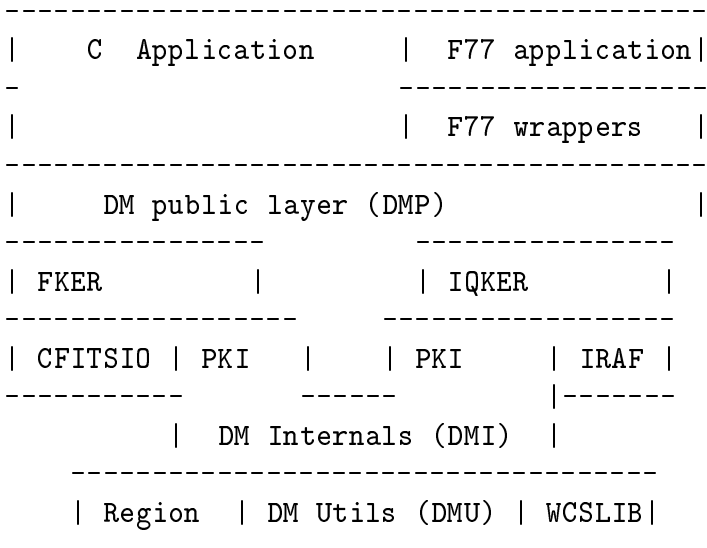 -------------------------------------------
|    C  Application     |  F77 application|
-                        -------------------
|                       |  F77 wrappers   |
-------------------------------------------
|     DM public layer (DMP)               |
----------------         ----------------
| FKER         |         | IQKER        |
------------------     ------------------
| CFITSIO | PKI   |    | PKI     | IRAF |
-----------       ------         |-------
          |  DM Internals (DMI)  |
    ------------------------------------
    | Region  | DM Utils (DMU) | WCSLIB|